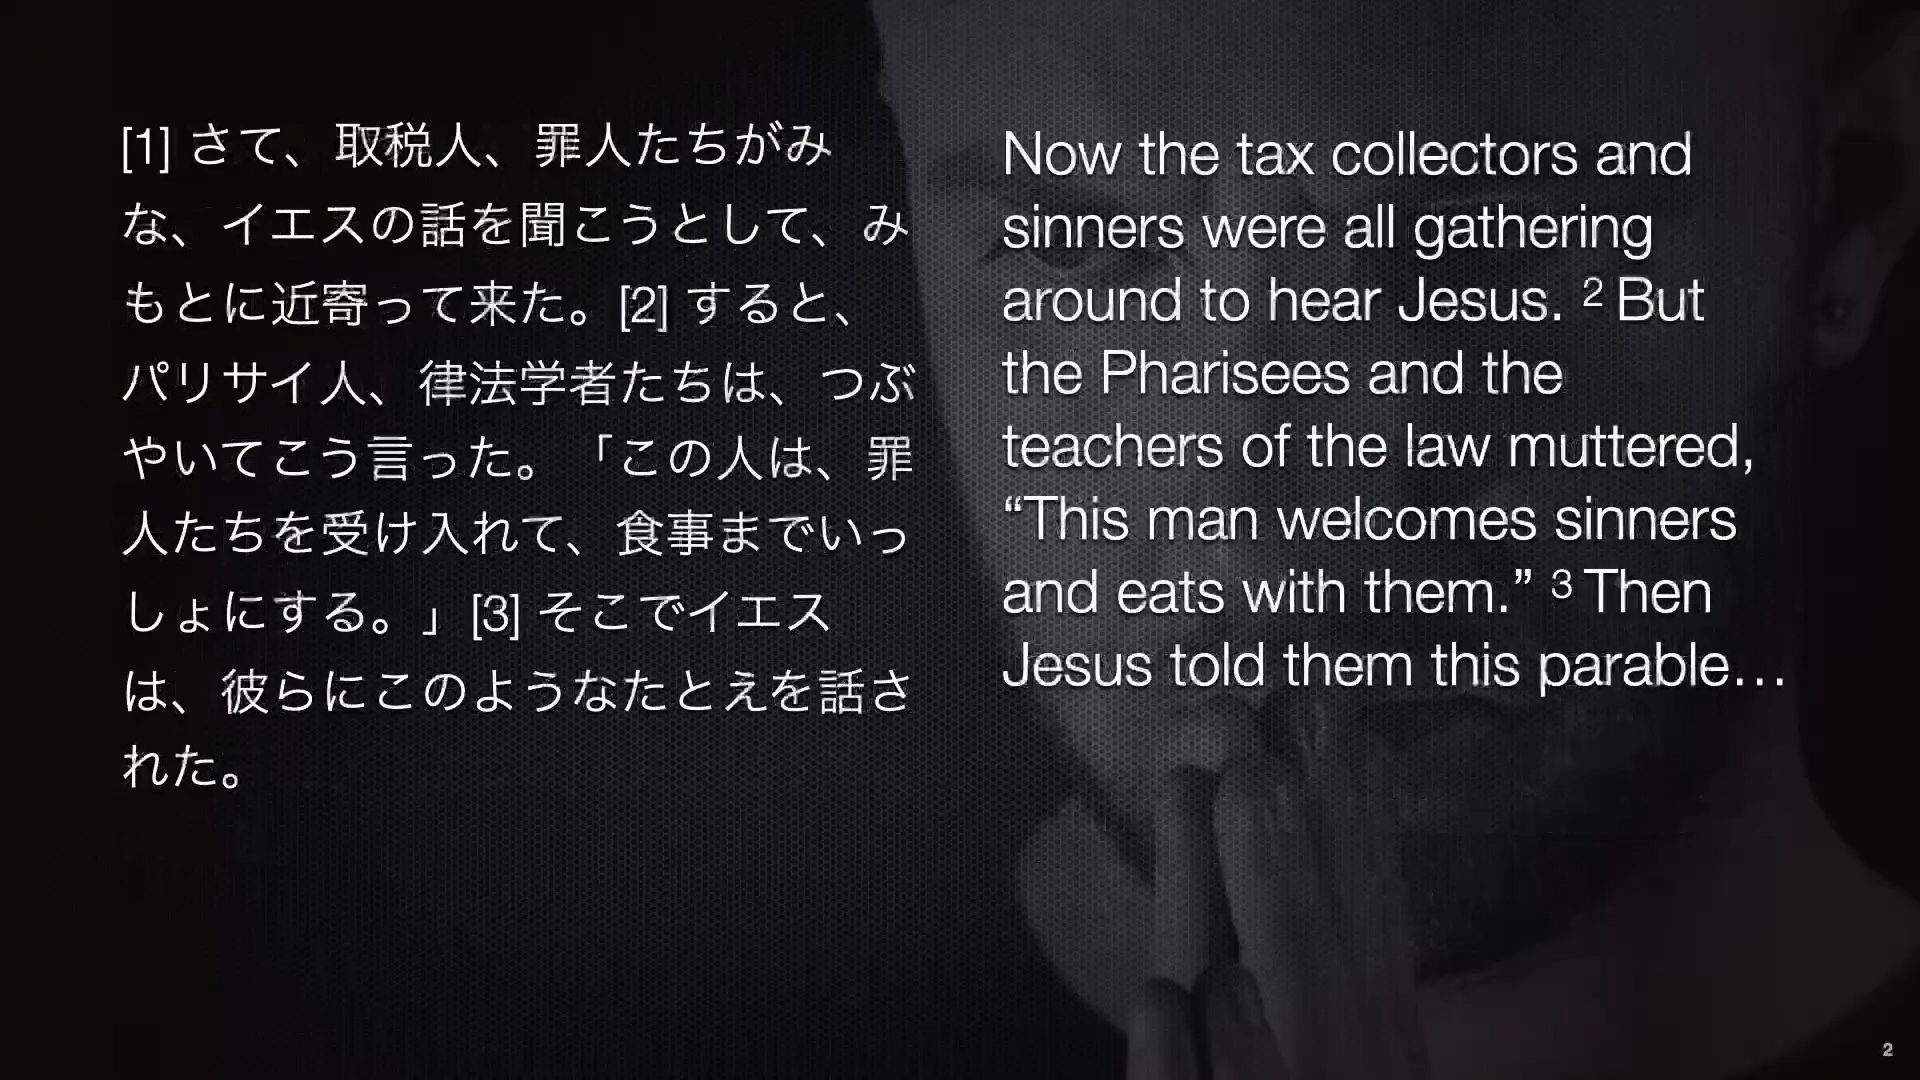 [1] さて、取税人、罪人たちがみ
な、イエスの話を聞こうとして、み
もとに近寄って来た。[2] すると、
パリサイ人、律法学者たちは、つぶ
やいてこう言った。「この人は、罪
人たちを受け入れて、食事までいっ
しょにする。」[3] そこでイエス
は、彼らにこのようなたとえを話さ
れた。
Now the tax collectors and
sinners were all gathering
around to hear Jesus. ² But
the Pharisees and the
teachers of the law muttered,
“This man welcomes sinners
and eats with them.” ³ Then
Jesus told them this parable…
2